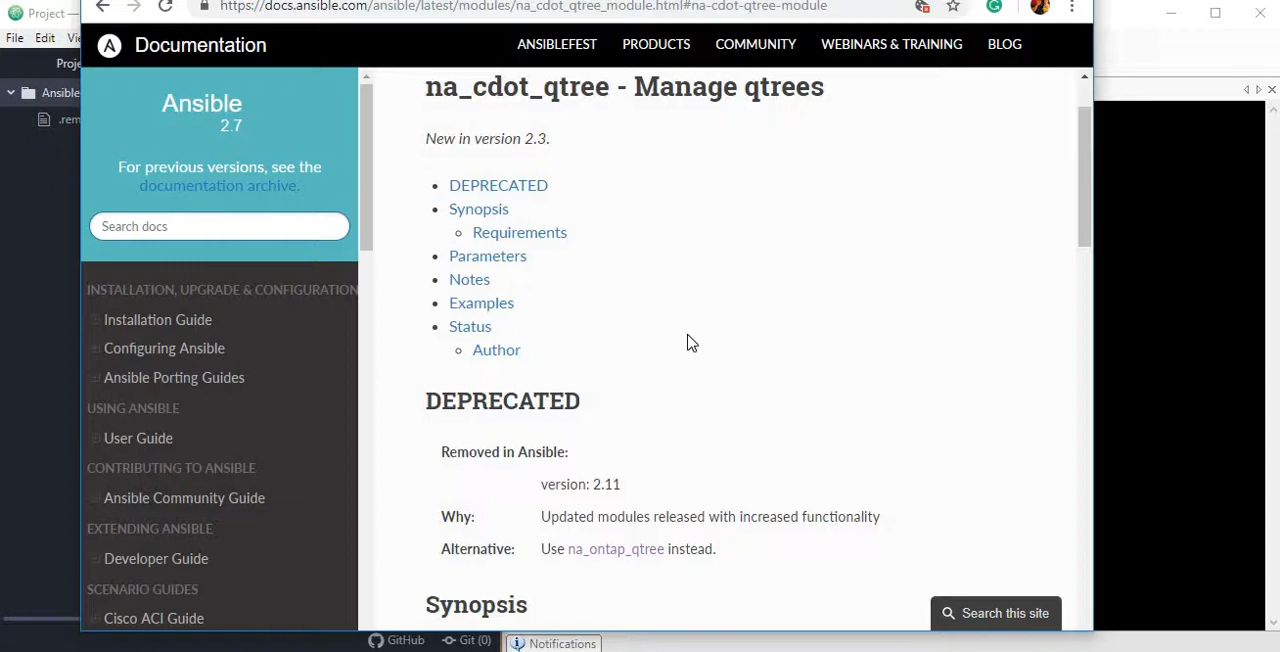 Project —
https://docs.ansible.com/ansible/latest/modules/na_cdot_qtree_module.html#na-cdot-qtree-module
File Edit
A Documentation
ANSIBLEFEST PRODUCTS COMMUNITY WEBINARS & TRAINING BLOG
Ansible
Ansible
2.7
For previous versions, see the
documentation archive.
Search docs
INSTALLATION, UPGRADE & CONFIGURATION
Installation Guide
Configuring Ansible
Ansible Porting Guides
USING ANSIBLE
User Guide
CONTRIBUTING TO ANSIBLE
Ansible Community Guide
EXTENDING ANSIBLE
Developer Guide
SCENARIO GUIDES
Cisco ACI Guide
na_cdot_qtree - Manage qtrees
New in version 2.3.
DEPRECATED
Synopsis
Requirements
Parameters
Notes
Examples
Status
Author
DEPRECATED
Removed in Ansible:
version: 2.11
Why: Updated modules released with increased functionality
Alternative: Use na_ontap_qtree instead.
Synopsis
Search this site
GitHub Git (0) Notifications